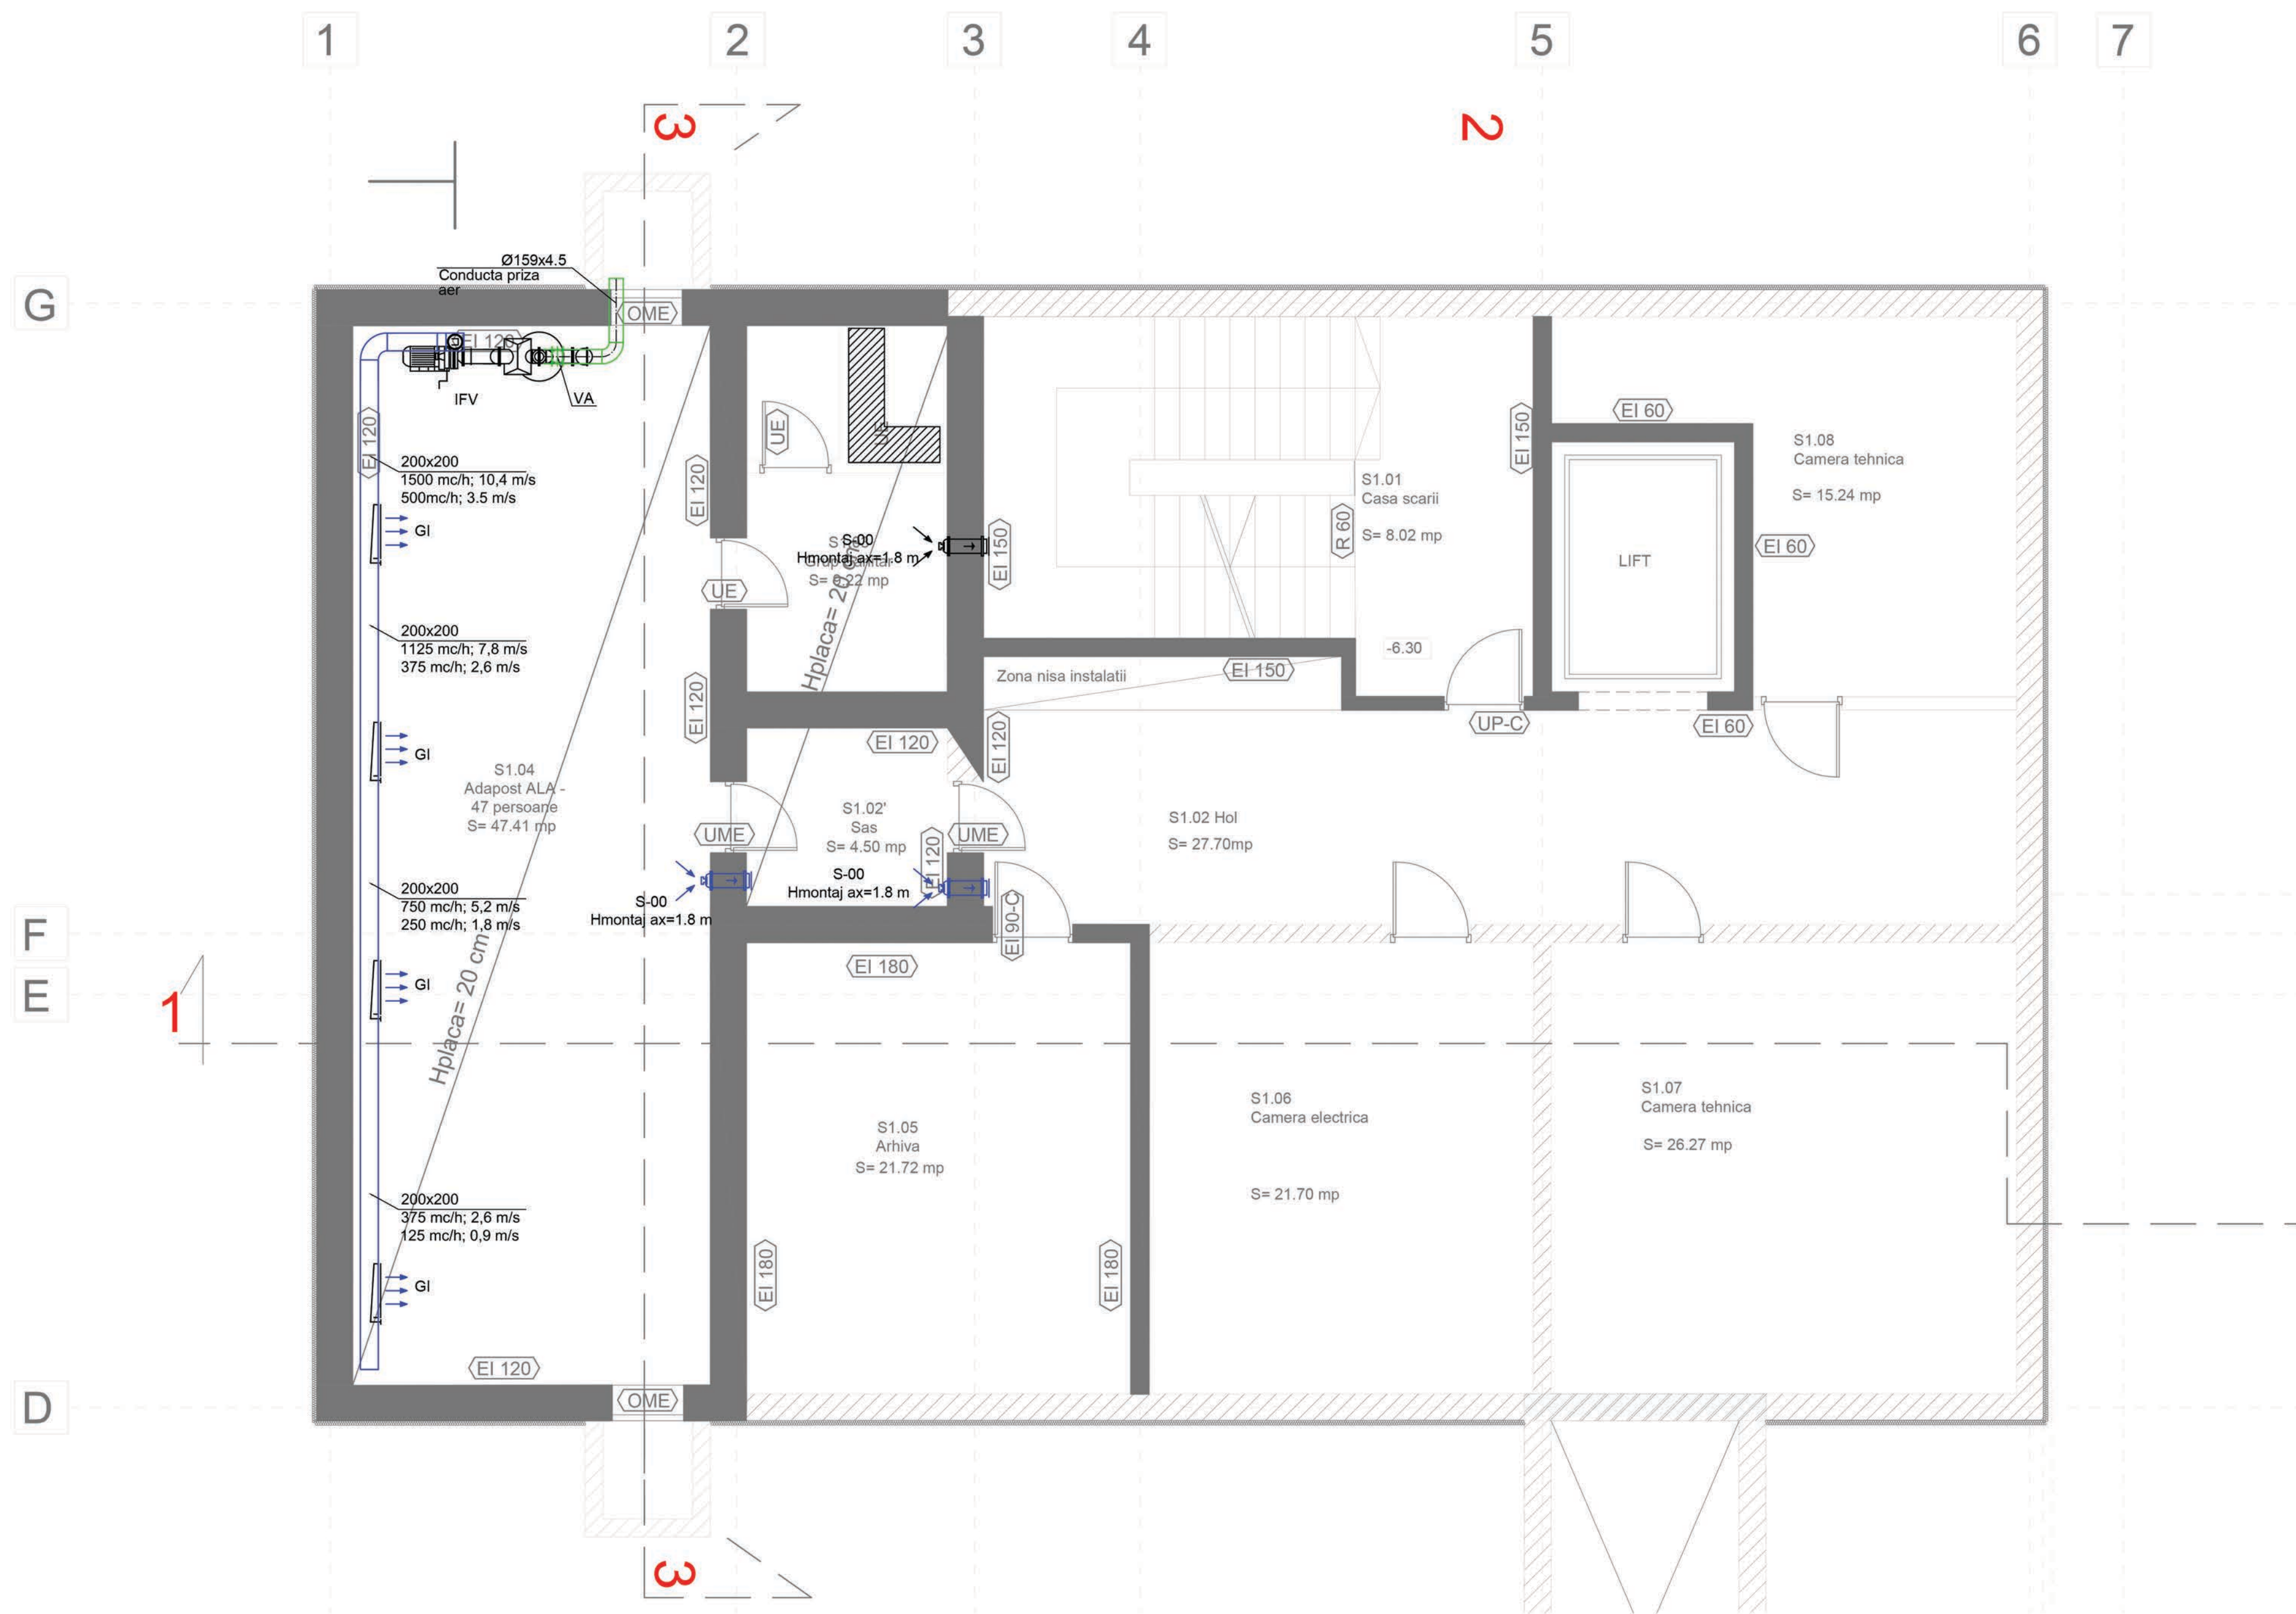 1
2
3
4
5
6
7
3
2
G
Ø159x4.5
Conducta priza
aer
OME
EI 120
IFV
VA
EI 120
200x200
1500 mc/h; 10,4 m/s
500mc/h; 3.5 m/s
GI
EI 120
UE
UE
EI 150
EI 60
S1.08
Camera tehnica
S= 15.24 mp
S1.01
Casa scarii
S= 8.02 mp
R 60
EI 150
S-00
Hmontaj ax=1.8 m
S= 9.22 mp
Hplaca= 20 cm
UE
LIFT
EI 60
200x200
1125 mc/h; 7,8 m/s
375 mc/h; 2,6 m/s
EI 120
-6.30
Zona nisa instalatii
EI 150
UP-C
EI 60
GI
EI 120
EI 120
S1.04
Adapost ALA -
47 persoane
S= 47.41 mp
S1.02'
Sas
S= 4.50 mp
UME
UME
EI 120
S1.02 Hol
S= 27.70mp
200x200
750 mc/h; 5,2 m/s
250 mc/h; 1,8 m/s
S-00
Hmontaj ax=1.8 m
S-00
Hmontaj ax=1.8 m
EI 90-C
F
E
1
GI
Hplaca= 20 cm
EI 180
S1.05
Arhiva
S= 21.72 mp
S1.06
Camera electrica
S= 21.70 mp
S1.07
Camera tehnica
S= 26.27 mp
200x200
375 mc/h; 2,6 m/s
125 mc/h; 0,9 m/s
GI
EI 180
EI 180
EI 120
OME
D
3